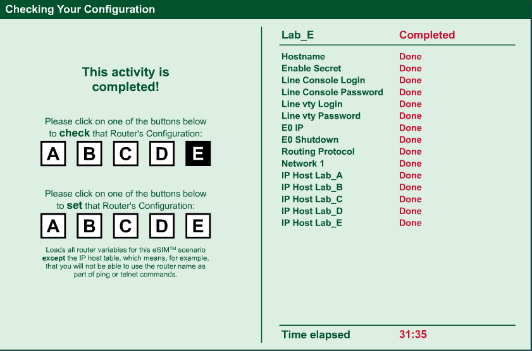 Checking Your Configuration
This activity is
completed!
Please click on one of the buttons below
to check that Router's Configuration:
A B C D E
Please click on one of the buttons below
to set that Router's Configuration:
A B C D E
Loads all router variables for this eSIM™ scenario
except the IP host table, which means, for example,
that you will not be able to use the router name as
part of ping or telnet commands.
Lab_E Completed
Hostname Done
Enable Secret Done
Line Console Login Done
Line Console Password Done
Line vty Login Done
Line vty Password Done
E0 IP Done
E0 Shutdown Done
Routing Protocol Done
Network 1 Done
IP Host Lab_A Done
IP Host Lab_B Done
IP Host Lab_C Done
IP Host Lab_D Done
IP Host Lab_E Done
Time elapsed 31:35